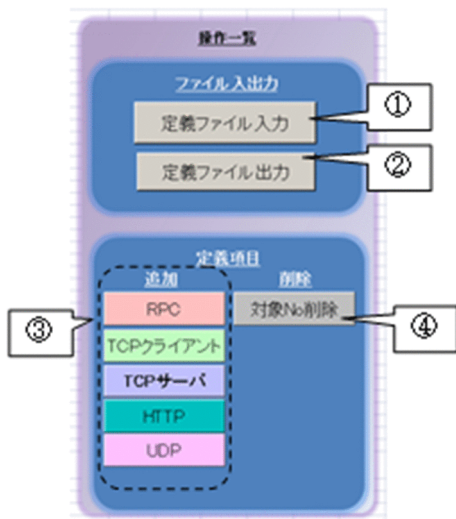 操作一覧
ファイル入出力
定義ファイル入力
①
定義ファイル出力
②
定義項目
追加
削除
RPC
対象No削除
③
④
TCPクライアント
TCPサーバ
HTTP
UDP